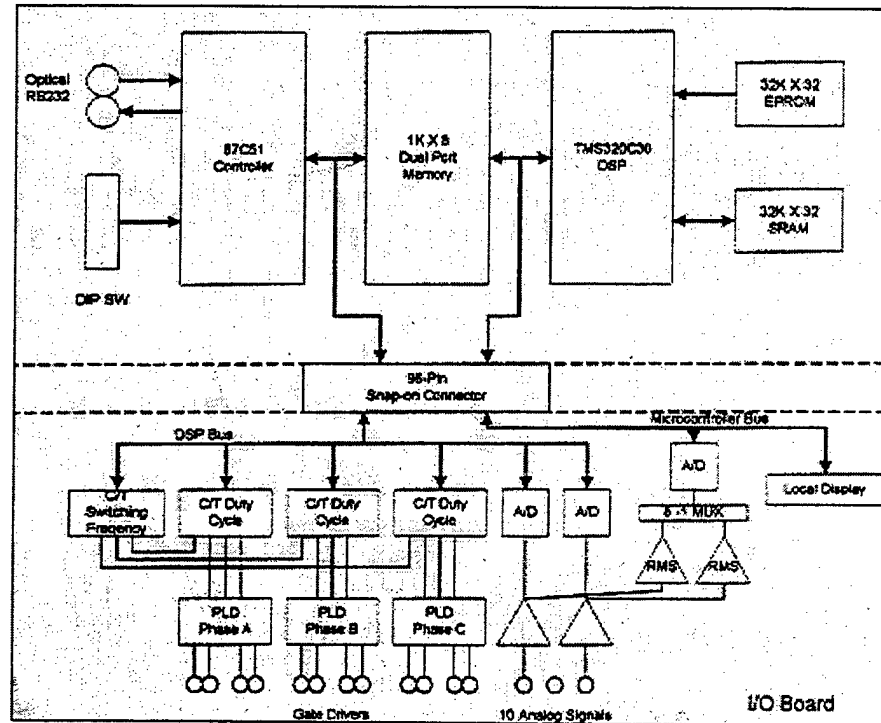 Optical
RS232
87C51
Controller
1K X 8
Dual Port
Memory
TMS320C30
DSP
32K X 32
EPROM
32K X 32
SRAM
DIP SW
96-Pin
Snap-on Connector
DSP Bus
Microcontroller Bus
C/T
Switching
Freqency
C/T Duty
Cycle
C/T Duty
Cycle
C/T Duty
Cycle
A/D
A/D
A/D
MUX
RMS
RMS
Local Display
PLD
Phase A
PLD
Phase B
PLD
Phase C
Gate Drivers
10 Analog Signals
I/O Board